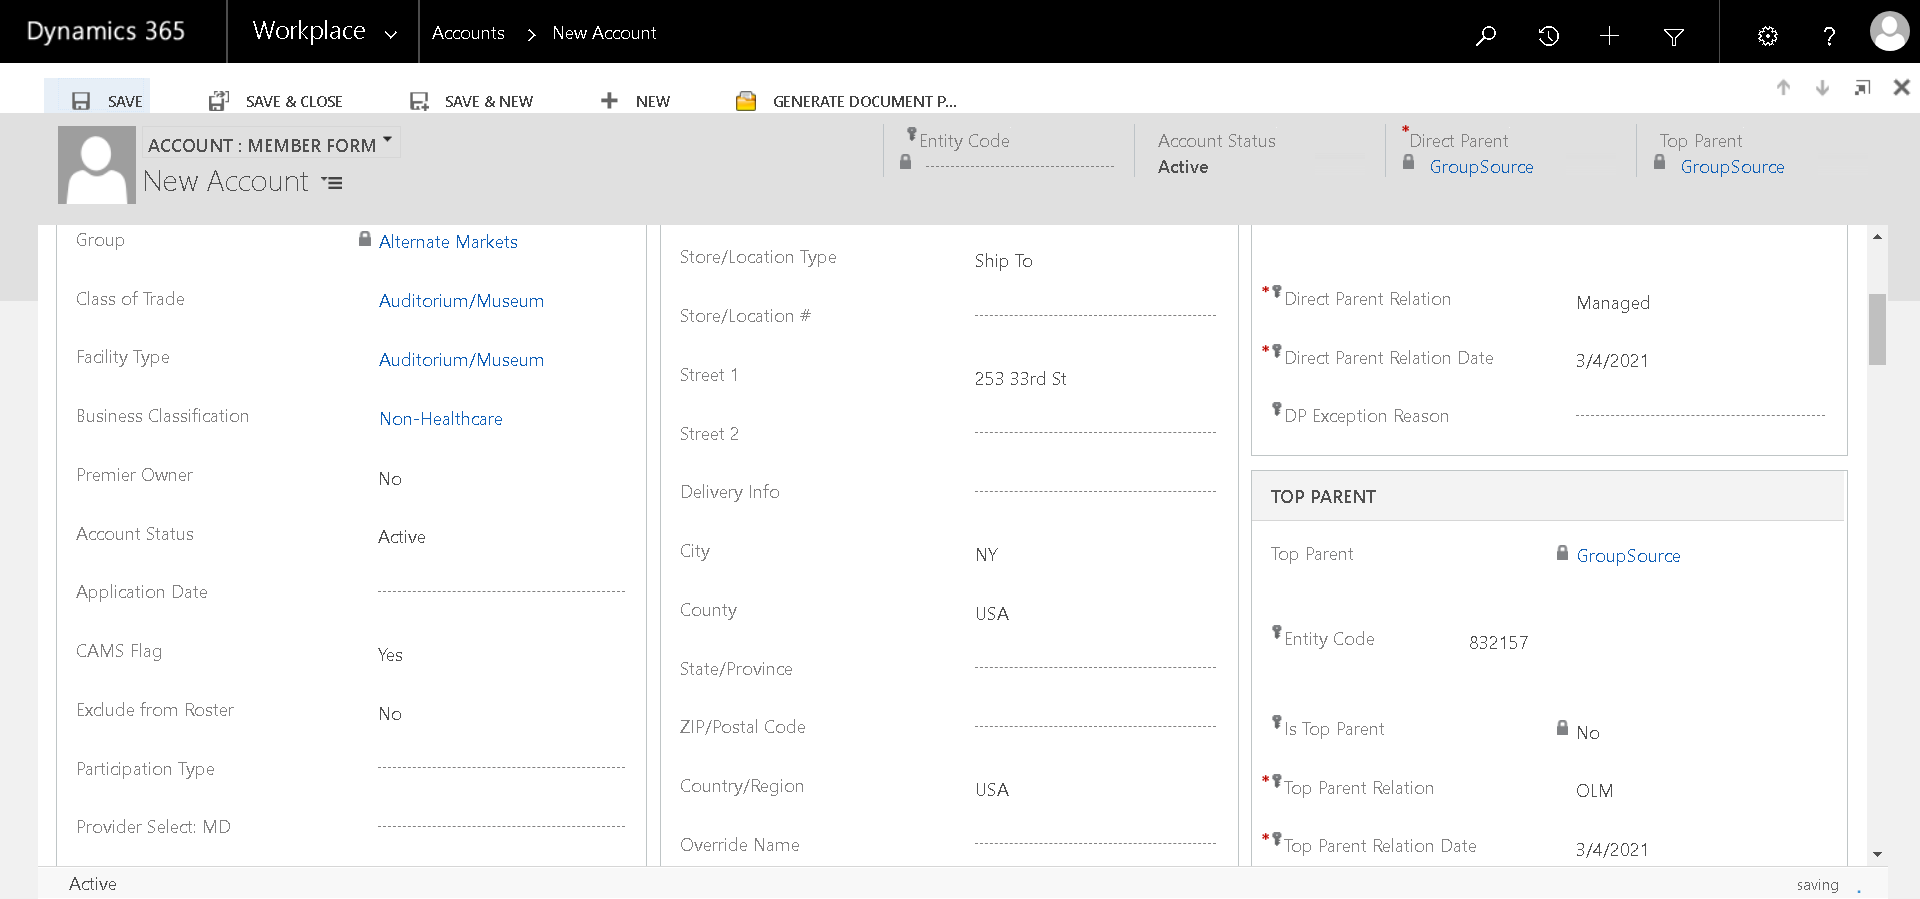 Dynamics 365
Workplace
Accounts > New Account
?
SAVE
SAVE & CLOSE
SAVE & NEW
NEW
GENERATE DOCUMENT P...
ACCOUNT : MEMBER FORM
New Account
Entity Code
Account Status
Active
*Direct Parent
GroupSource
Top Parent
GroupSource
Group
Alternate Markets
Class of Trade
Auditorium/Museum
Facility Type
Auditorium/Museum
Business Classification
Non-Healthcare
Premier Owner
No
Account Status
Active
Application Date
CAMS Flag
Yes
Exclude from Roster
No
Participation Type
Provider Select: MD
Store/Location Type
Ship To
Store/Location #
Street 1
253 33rd St
Street 2
Delivery Info
City
NY
County
USA
State/Province
ZIP/Postal Code
Country/Region
USA
Override Name
*Direct Parent Relation
Managed
*Direct Parent Relation Date
3/4/2021
DP Exception Reason
TOP PARENT
Top Parent
GroupSource
Entity Code
832157
Is Top Parent
No
*Top Parent Relation
OLM
*Top Parent Relation Date
3/4/2021
Active
saving